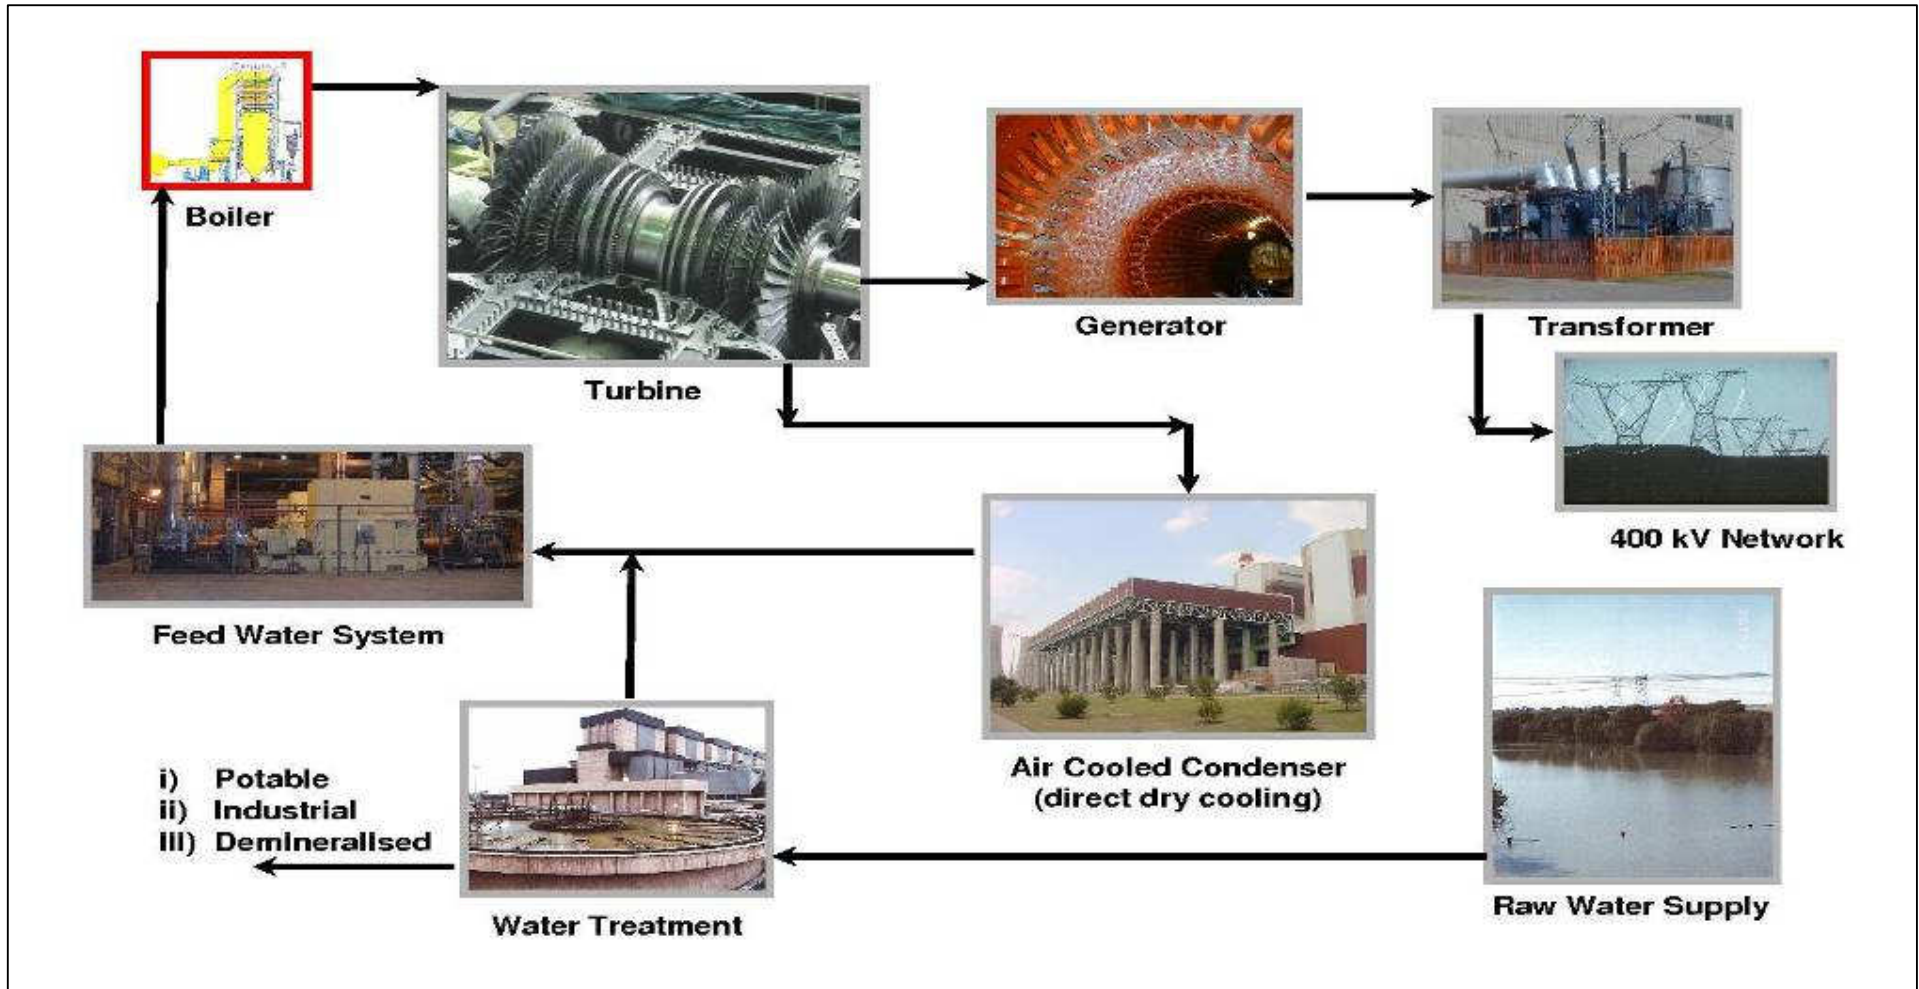 Boiler
Turbine
Generator
Transformer
400 kV Network
Feed Water System
Air Cooled Condenser
(direct dry cooling)
i) Potable
ii) Industrial
iii) Demineralised
Water Treatment
Raw Water Supply